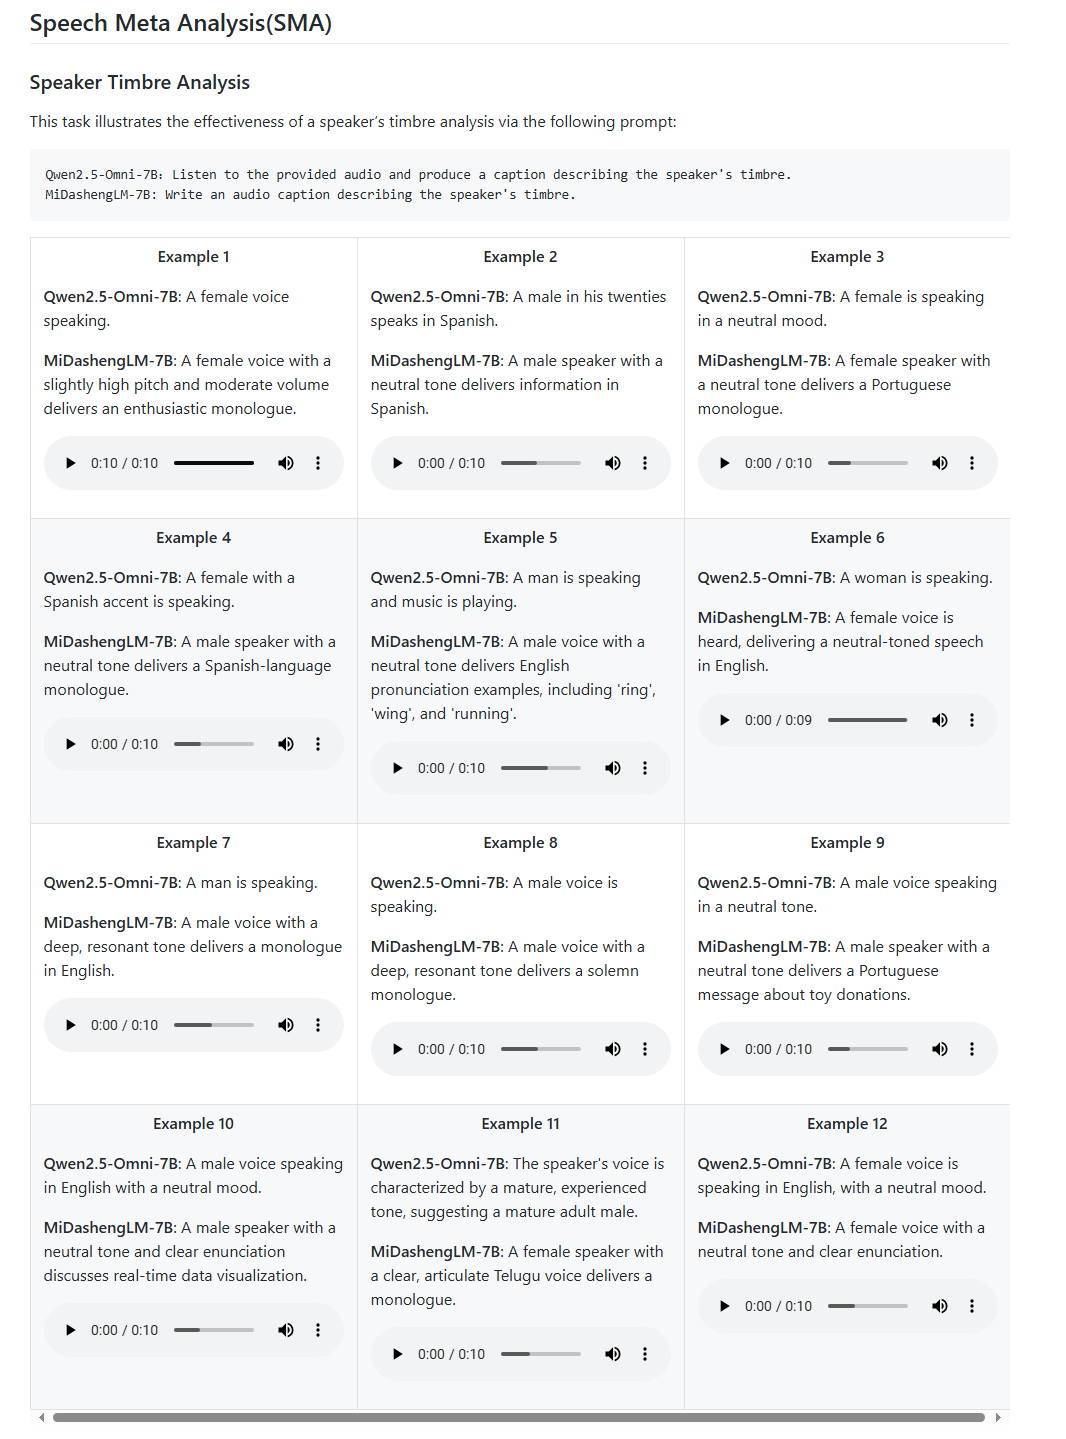 Speech Meta Analysis(SMA)
Speaker Timbre Analysis
This task illustrates the effectiveness of a speaker's timbre analysis via the following prompt:
Qwen2.5-Omni-7B: Listen to the provided audio and produce a caption describing the speaker's timbre.
MiDashengLM-7B: Write an audio caption describing the speaker's timbre.
Example 1
Qwen2.5-Omni-7B: A female voice
speaking.
MiDashengLM-7B: A female voice with a
slightly high pitch and moderate volume
delivers an enthusiastic monologue.
0:10 / 0:10
Example 2
Qwen2.5-Omni-7B: A male in his twenties
speaks in Spanish.
MiDashengLM-7B: A male speaker with a
neutral tone delivers information in
Spanish.
0:00 / 0:10
Example 3
Qwen2.5-Omni-7B: A female is speaking
in a neutral mood.
MiDashengLM-7B: A female speaker with
a neutral tone delivers a Portuguese
monologue.
0:00 / 0:10
Example 4
Qwen2.5-Omni-7B: A female with a
Spanish accent is speaking.
MiDashengLM-7B: A male speaker with a
neutral tone delivers a Spanish-language
monologue.
0:00 / 0:10
Example 5
Qwen2.5-Omni-7B: A man is speaking
and music is playing.
MiDashengLM-7B: A male voice with a
neutral tone delivers English
pronunciation examples, including 'ring',
'wing', and 'running'.
0:00 / 0:10
Example 6
Qwen2.5-Omni-7B: A woman is speaking.
MiDashengLM-7B: A female voice is
heard, delivering a neutral-toned speech
in English.
0:00 / 0:09
Example 7
Qwen2.5-Omni-7B: A man is speaking.
MiDashengLM-7B: A male voice with a
deep, resonant tone delivers a monologue
in English.
0:00 / 0:10
Example 8
Qwen2.5-Omni-7B: A male voice is
speaking.
MiDashengLM-7B: A male voice with a
deep, resonant tone delivers a solemn
monologue.
0:00 / 0:10
Example 9
Qwen2.5-Omni-7B: A male voice speaking
in a neutral tone.
MiDashengLM-7B: A male speaker with a
neutral tone delivers a Portuguese
message about toy donations.
0:00 / 0:10
Example 10
Qwen2.5-Omni-7B: A male voice speaking
in English with a neutral mood.
MiDashengLM-7B: A male speaker with a
neutral tone and clear enunciation
discusses real-time data visualization.
0:00 / 0:10
Example 11
Qwen2.5-Omni-7B: The speaker's voice is
characterized by a mature, experienced
tone, suggesting a mature adult male.
MiDashengLM-7B: A female speaker with
a clear, articulate Telugu voice delivers a
monologue.
0:00 / 0:10
Example 12
Qwen2.5-Omni-7B: A female voice is
speaking in English, with a neutral mood.
MiDashengLM-7B: A female voice with a
neutral tone and clear enunciation.
0:00 / 0:10